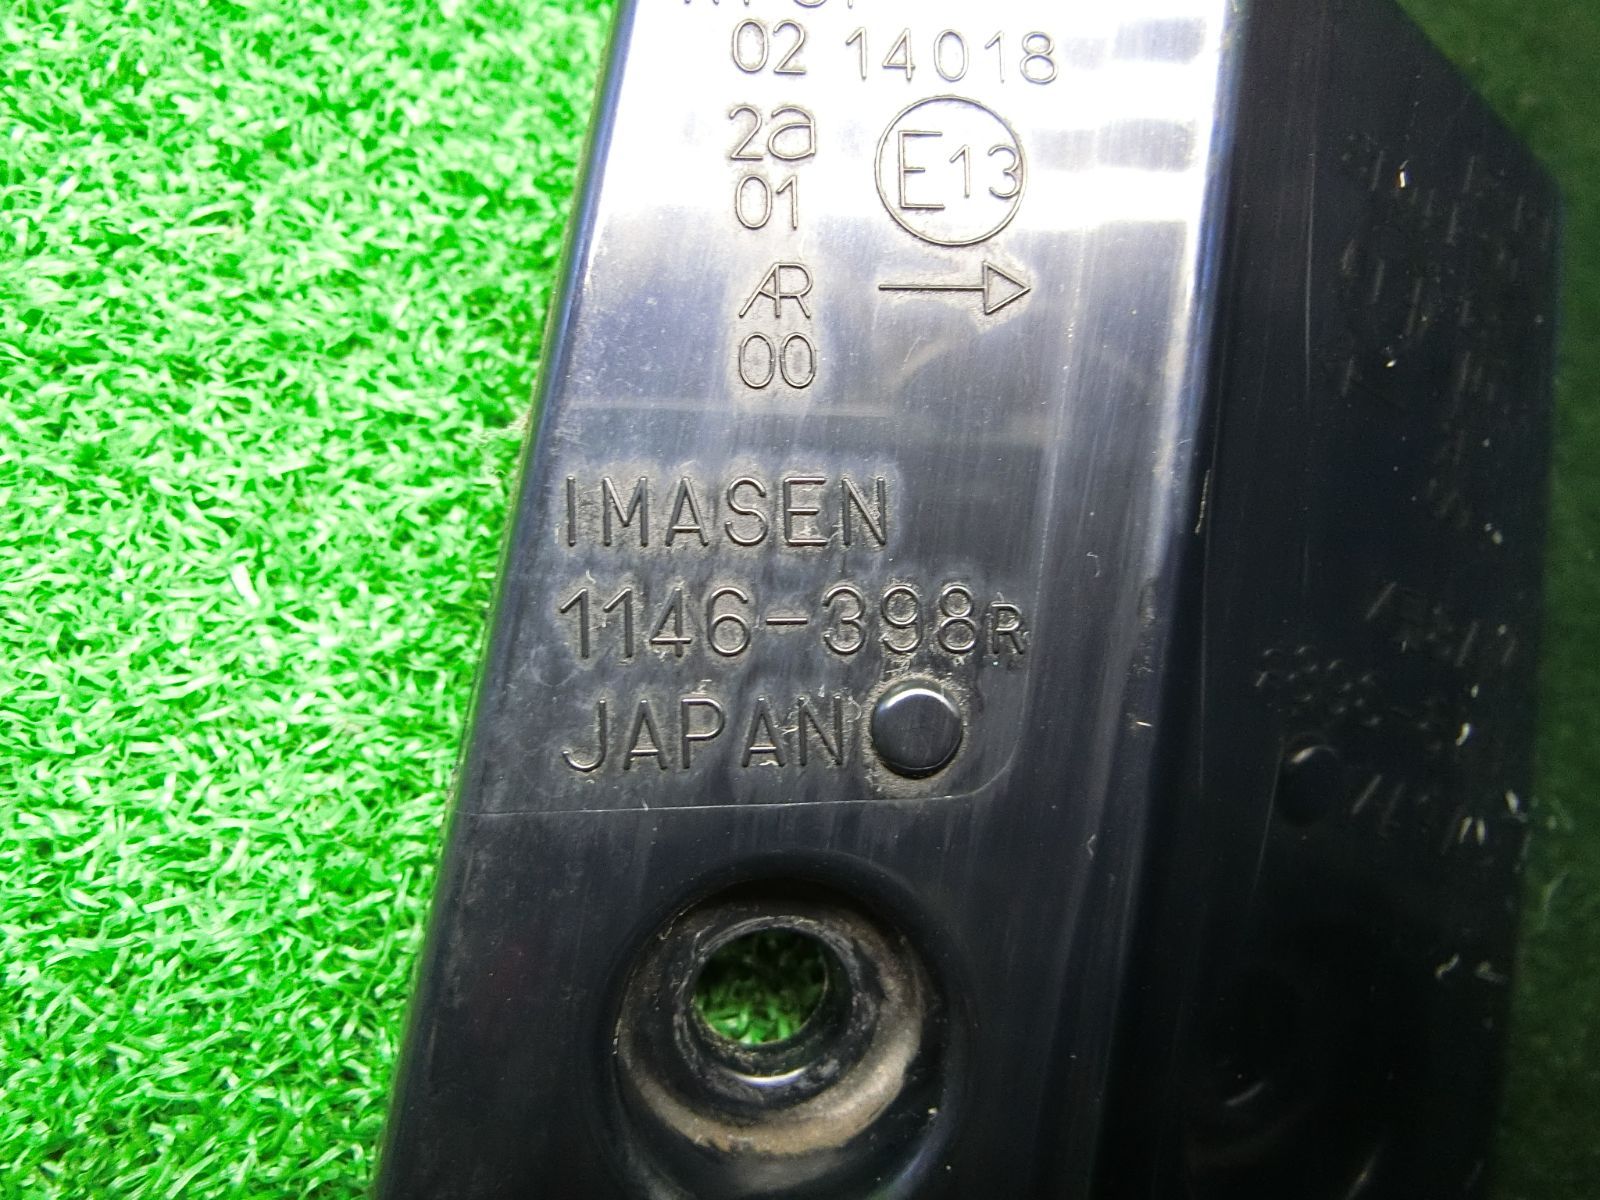 02 14018
2a E13
01
AR
00
IMASEN
1146-398R
JAPAN